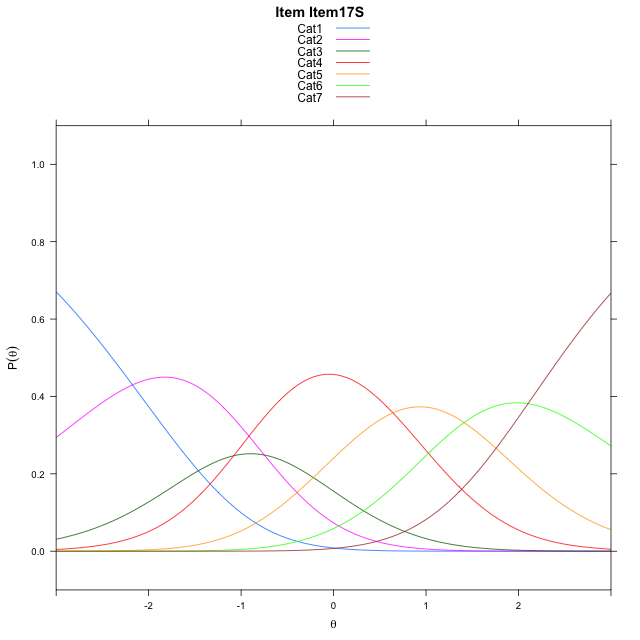 Item Item17S
Cat1
Cat2
Cat3
Cat4
Cat5
Cat6
Cat7
1.0
0.8
0.6
0.4
0.2
0.0
P(θ)
-2 -1 0 1 2
θ